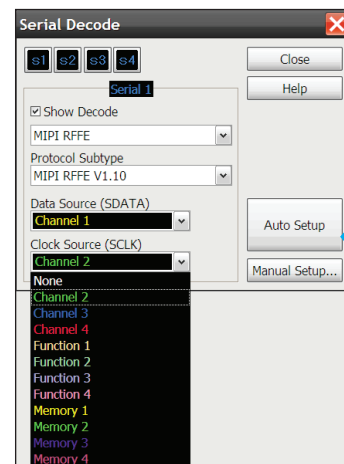 Serial Decode
s1 s2 s3 s4
Close
Serial 1
Help
Show Decode
MIPI RFFE
Protocol Subtype
MIPI RFFE V1.10
Data Source (SDATA)
Channel 1
Auto Setup
Clock Source (SCLK)
Channel 2
Manual Setup...
None
Channel 2
Channel 3
Channel 4
Function 1
Function 2
Function 3
Function 4
Memory 1
Memory 2
Memory 3
Memory 4